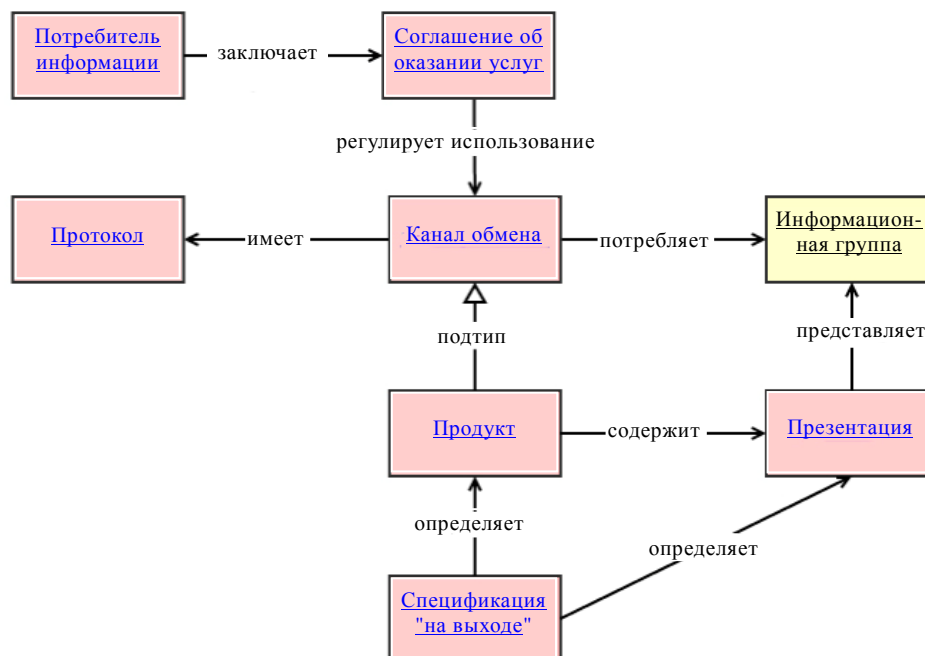 Потребитель
информации
заключает
Соглашение об
оказании услуг
регулирует использование
Протокол
имеет
Канал обмена
потребляет
Информацион-
ная группа
подтип
представляет
Продукт
содержит
Презентация
определяет
определяет
Спецификация
"на выходе"